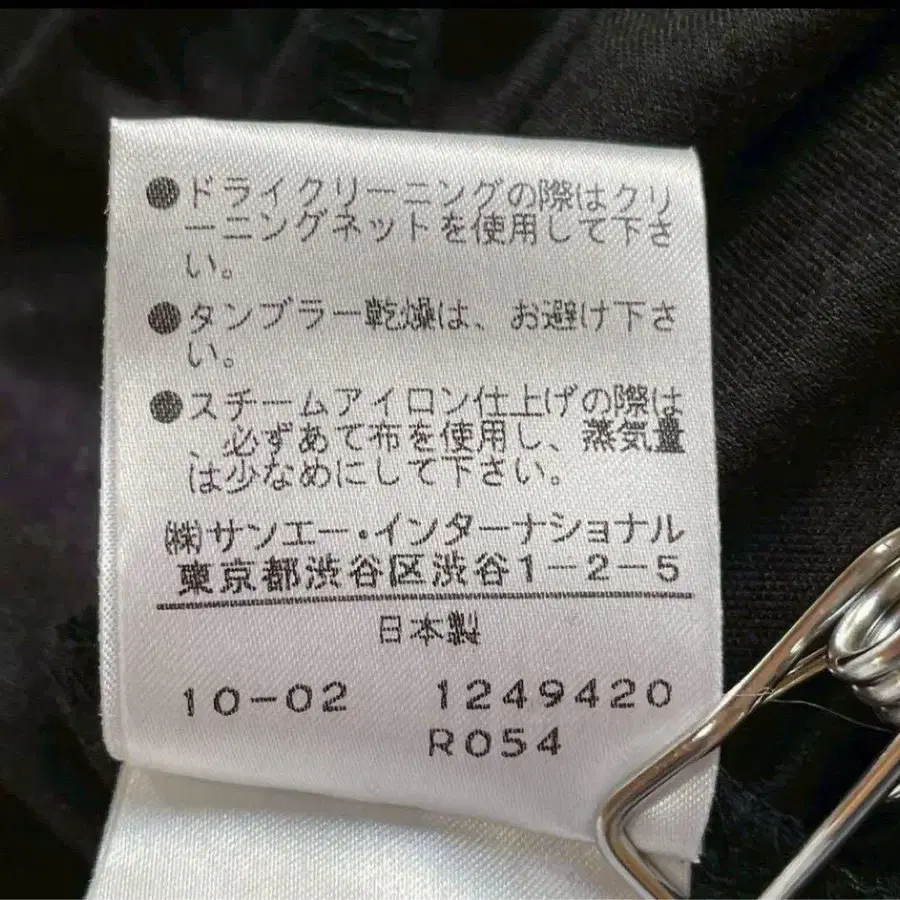 ●ドライクリーニングの際はクリ
ーニングネットを使用して下さ
い。
●タンブラー乾燥は、お避け下さ
い。
●スチームアイロン仕上げの際は
、必ずあて布を使用し、蒸気量
は少なめにして下さい。
㈱サンエー・インターナショナル
東京都渋谷区渋谷1-2-5
日本製
10-02 1249420
R054